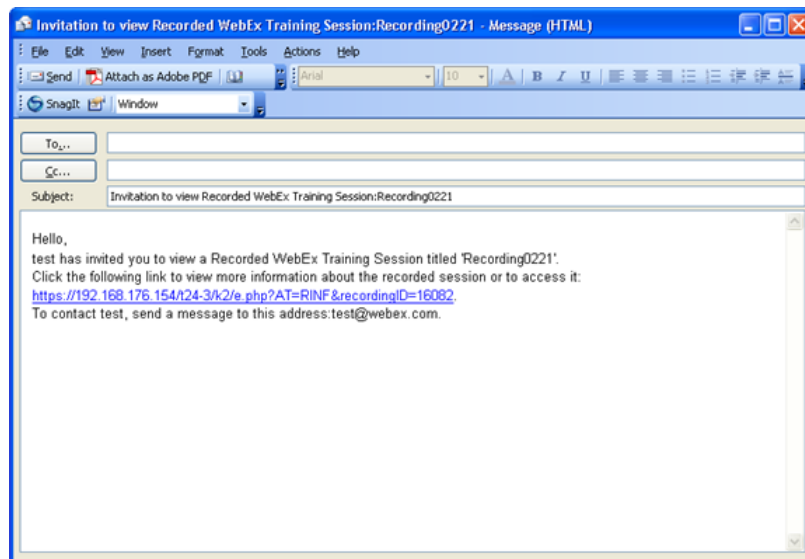 Invitation to view Recorded WebEx Training Session:Recording0221 - Message (HTML)
File Edit View Insert Format Tools Actions Help
Send Attach as Adobe PDF Arial 10 A B I U
SnagIt Window
To...
Cc...
Subject: Invitation to view Recorded WebEx Training Session:Recording0221
Hello,
test has invited you to view a Recorded WebEx Training Session titled 'Recording0221'.
Click the following link to view more information about the recorded session or to access it:
https://192.168.176.154/t24-3/k2/e.php?AT=RINF&recordingID=16082.
To contact test, send a message to this address:test@webex.com.